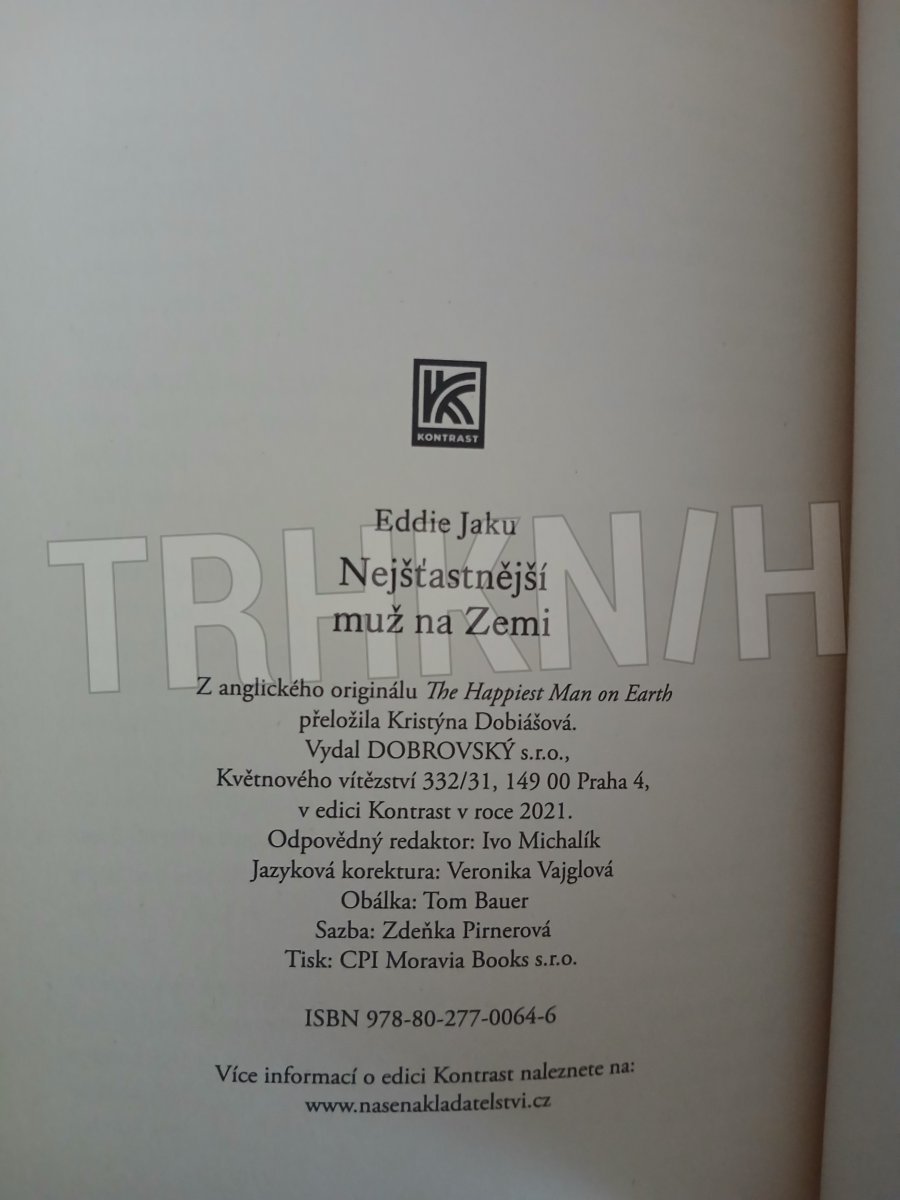 KONTRAST
Eddie Jaku
Nejšťastnější
muž na Zemi
TRHKN/H
Z anglického originálu The Happiest Man on Earth
přeložila Kristýna Dobiášová.
Vydal DOBROVSKÝ s.r.o.,
Květnového vítězství 332/31, 149 00 Praha 4,
v edici Kontrast v roce 2021.
Odpovědný redaktor: Ivo Michalík
Jazyková korektura: Veronika Vajglová
Obálka: Tom Bauer
Sazba: Zdeňka Pirnerová
Tisk: CPI Moravia Books s.r.o.
ISBN 978-80-277-0064-6
Více informací o edici Kontrast naleznete na:
www.nasenakladatelstvi.cz